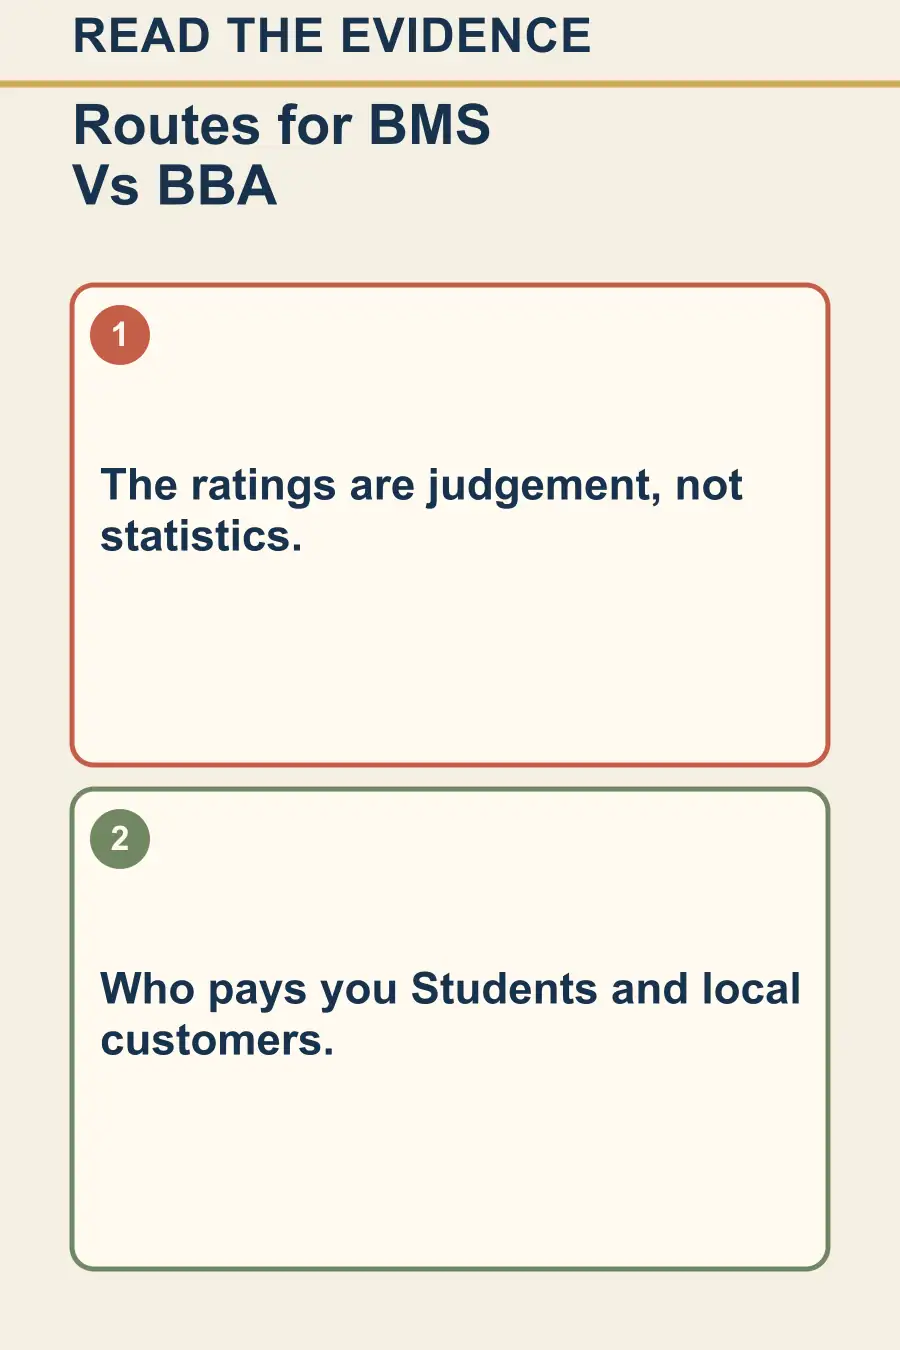 READ THE EVIDENCE
Routes for BMS
Vs BBA
1
The ratings are judgement, not
statistics.
2
Who pays you Students and local
customers.